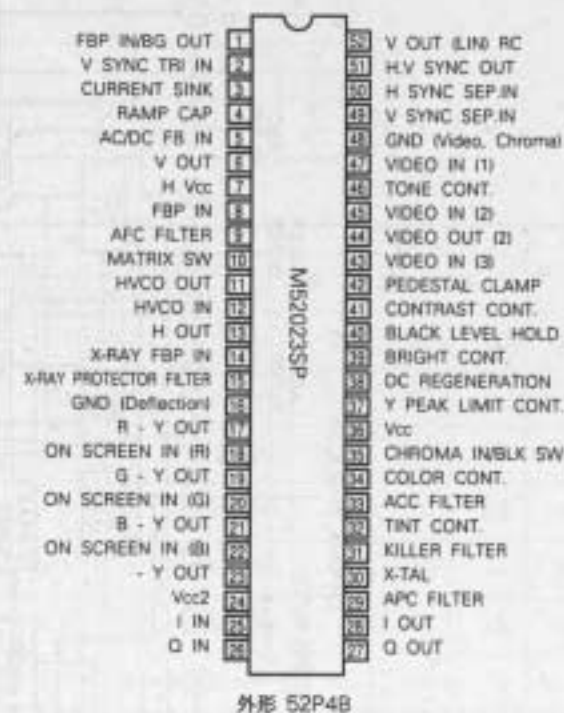 FBP IN/BG OUT 1
V SYNC TRI IN 2
CURRENT SINK 3
RAMP CAP 4
AC/DC FB IN 5
V OUT 6
H Vcc 7
FBP IN 8
AFC FILTER 9
MATRIX SW 10
HVCO OUT 11
HVCO IN 12
H OUT 13
X-RAY FBP IN 14
X-RAY PROTECTOR FILTER 15
GND (Deflection) 16
R - Y OUT 17
ON SCREEN IN (R) 18
G - Y OUT 19
ON SCREEN IN (G) 20
B - Y OUT 21
ON SCREEN IN (B) 22
- Y OUT 23
Vcc2 24
I IN 25
Q IN 26
M52023SP
52 V OUT (LIN) RC
51 H.V SYNC OUT
50 H SYNC SEP.IN
49 V SYNC SEP.IN
48 GND (Video, Chroma)
47 VIDEO IN (1)
46 TONE CONT.
45 VIDEO IN (2)
44 VIDEO OUT (2)
43 VIDEO IN (3)
42 PEDESTAL CLAMP
41 CONTRAST CONT.
40 BLACK LEVEL HOLD
39 BRIGHT CONT.
38 DC REGENERATION
37 Y PEAK LIMIT CONT.
36 Vcc
35 CHROMA IN/BLK SW
34 COLOR CONT.
33 ACC FILTER
32 TINT CONT.
31 KILLER FILTER
30 X-TAL
29 APC FILTER
28 I OUT
27 Q OUT
外形 52P4B